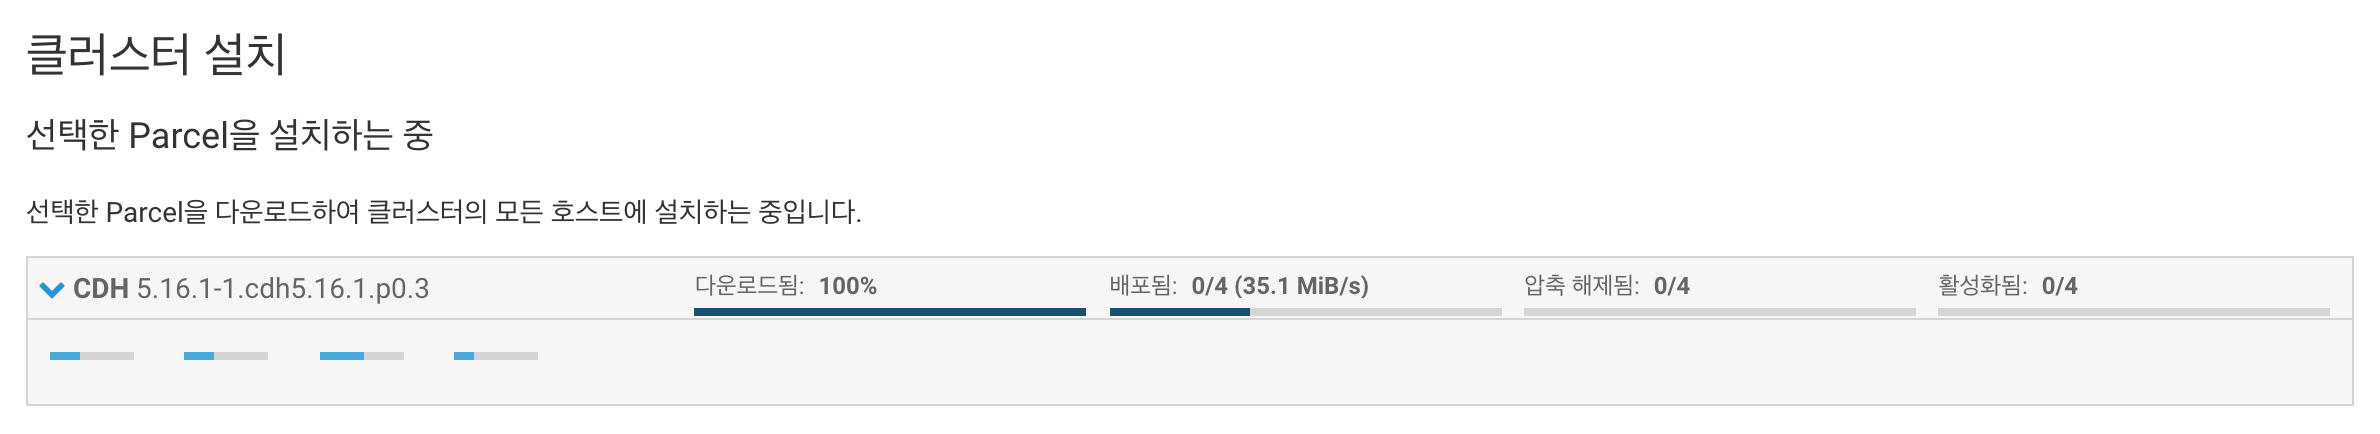 클러스터 설치
선택한 Parcel을 설치하는 중
선택한 Parcel을 다운로드하여 클러스터의 모든 호스트에 설치하는 중입니다.
CDH 5.16.1-1.cdh5.16.1.p0.3 다운로드됨: 100% 배포됨: 0/4 (35.1 MiB/s) 압축 해제됨: 0/4 활성화됨: 0/4